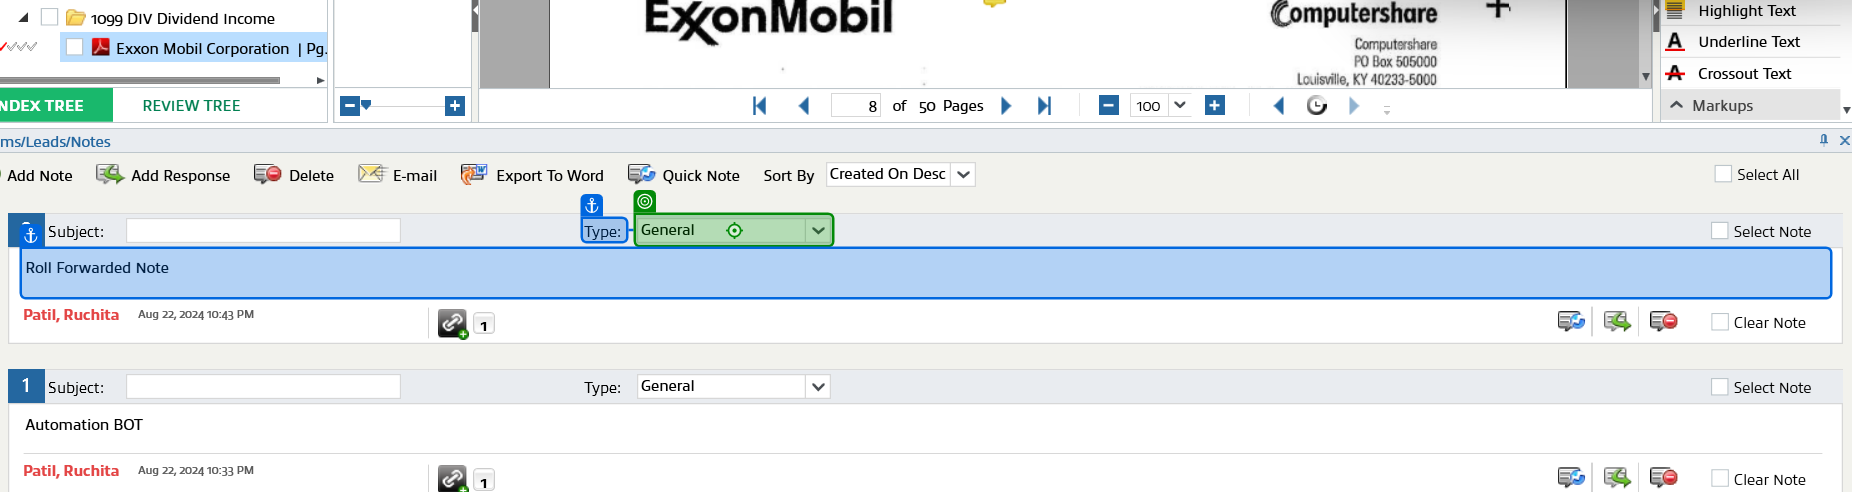 1099 DIV Dividend Income
Exxon Mobil Corporation | Pg.
NDEX TREE
REVIEW TREE
ExxonMobil
Computershare
Computershare
PO Box 505000
Louisville, KY 40233-5000
8 of 50 Pages
100
Highlight Text
Underline Text
Crossout Text
Markups
ms/Leads/Notes
Add Note
Add Response
Delete
E-mail
Export To Word
Quick Note
Sort By
Created On Desc
Select All
Subject:
Type:
General
Select Note
Roll Forwarded Note
Patil, Ruchita
Aug 22, 2024 10:43 PM
1
Clear Note
1
Subject:
Type:
General
Select Note
Automation BOT
Patil, Ruchita
Aug 22, 2024 10:33 PM
1
Clear Note